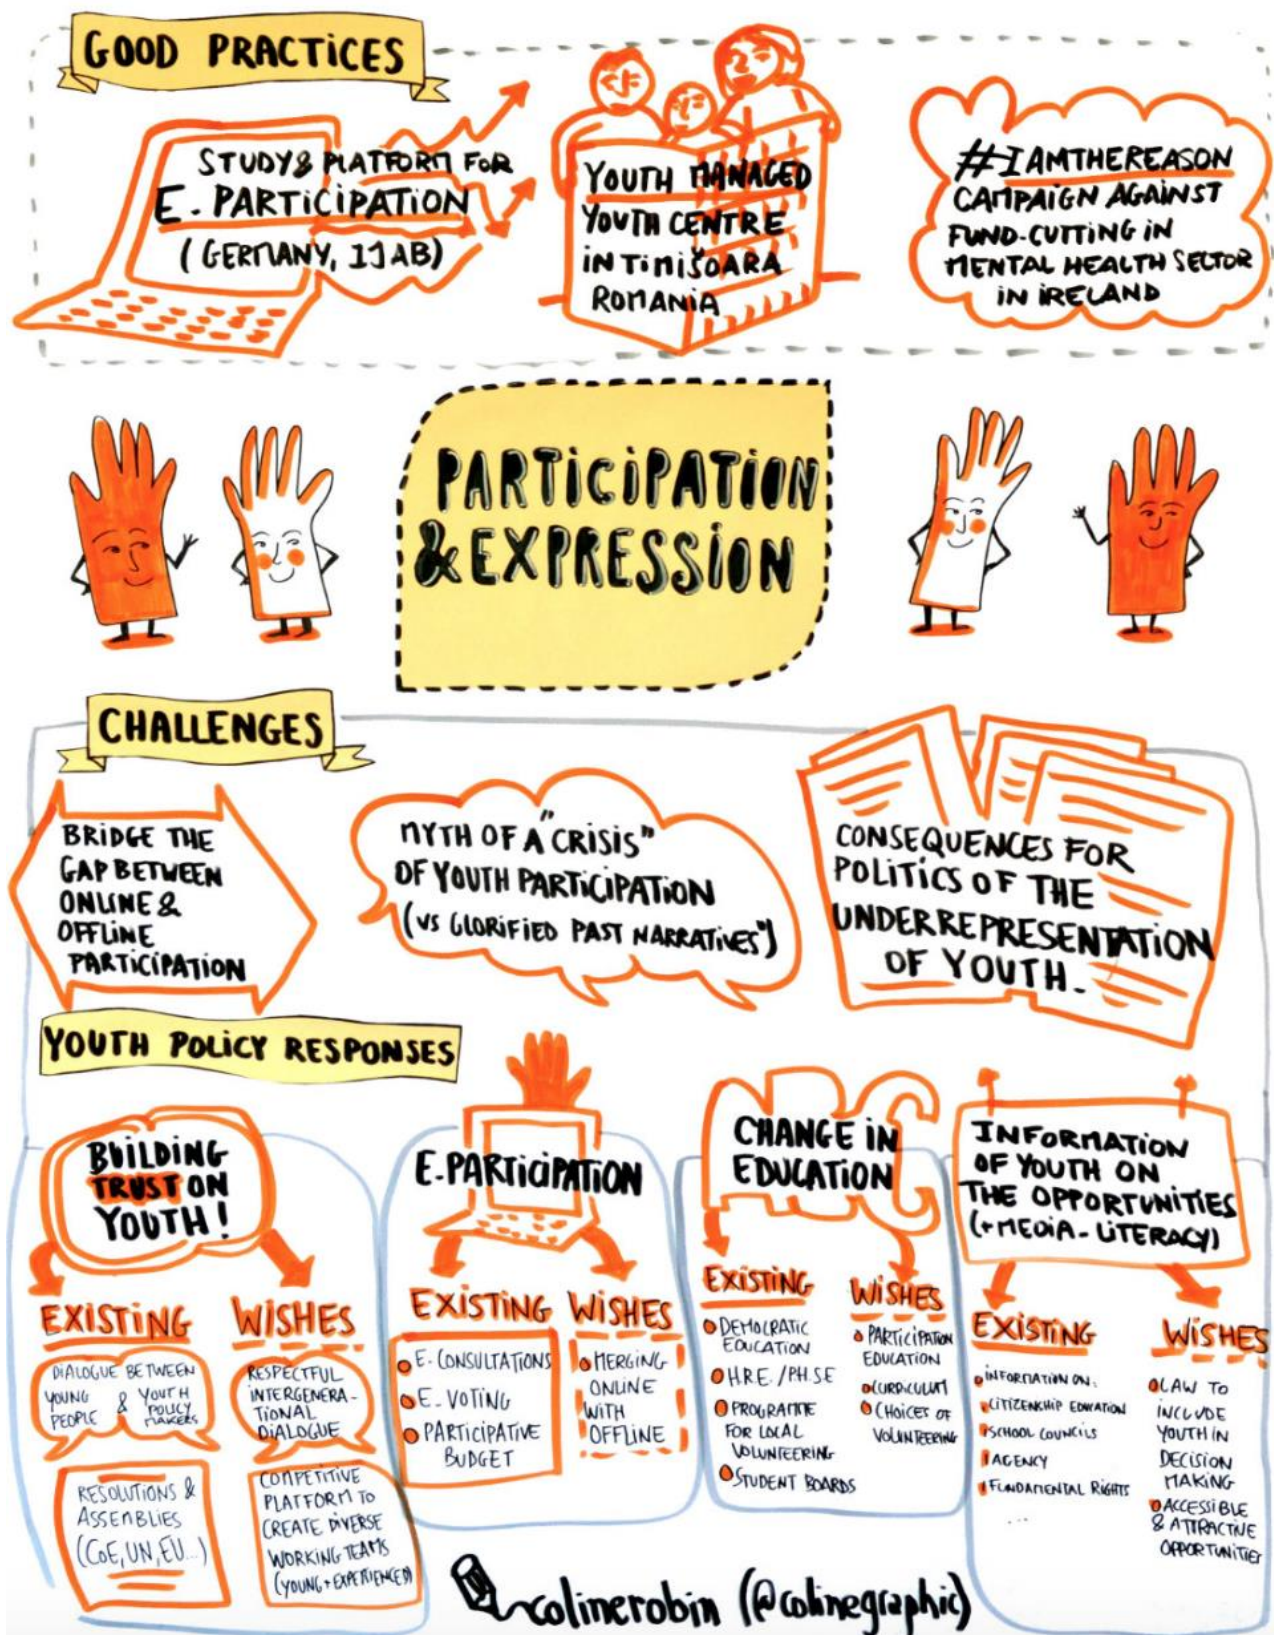 GOOD PRACTICES
STUDY & PLATFORM FOR
E-PARTICIPATION
(GERMANY, IJAB)
YOUTH MANAGED
YOUTH CENTRE
IN TIMIȘOARA
ROMANIA
#IAMTHEREASON
CAMPAIGN AGAINST
FUND-CUTTING IN
MENTAL HEALTH SECTOR
IN IRELAND
PARTICIPATION
& EXPRESSION
CHALLENGES
BRIDGE THE
GAP BETWEEN
ONLINE &
OFFLINE
PARTICIPATION
MYTH OF A "CRISIS"
OF YOUTH PARTICIPATION
(VS GLORIFIED PAST NARRATIVES")
CONSEQUENCES FOR
POLITICS OF THE
UNDERREPRESENTATION
OF YOUTH-
YOUTH POLICY RESPONSES
BUILDING
TRUST ON
YOUTH!
EXISTING
DIALOGUE BETWEEN
YOUNG & YOUTH
PEOPLE POLICY
MAKERS
RESOLUTIONS &
ASSEMBLIES
(CoE, UN, EU...)
WISHES
RESPECTFUL
INTERGENERA-
TIONAL
DIALOGUE
COMPETITIVE
PLATFORM TO
CREATE DIVERSE
WORKING TEAMS
(YOUNG + EXPERIENCED)
E-PARTICIPATION
EXISTING
E-CONSULTATIONS
E-VOTING
PARTICIPATIVE
BUDGET
WISHES
MERGING
ONLINE
WITH
OFFLINE
CHANGE IN
EDUCATION
EXISTING
DEMOCRATIC
EDUCATION
H.R.E./PH.SE
PROGRAMME
FOR LOCAL
VOLUNTEERING
STUDENT BOARDS
WISHES
PARTICIPATION
EDUCATION
CURRICULUM
CHOICES OF
VOLUNTEERING
INFORMATION
OF YOUTH ON
THE OPPORTUNITIES
(+MEDIA-LITERACY)
EXISTING
INFORMATION ON:
CITIZENSHIP EDUCATION
SCHOOL COUNCILS
AGENCY
FUNDAMENTAL RIGHTS
...
WISHES
LAW TO
INCLUDE
YOUTH IN
DECISION
MAKING
ACCESSIBLE
& ATTRACTIVE
OPPORTUNITIES
colinerobin (@colinegraphic)